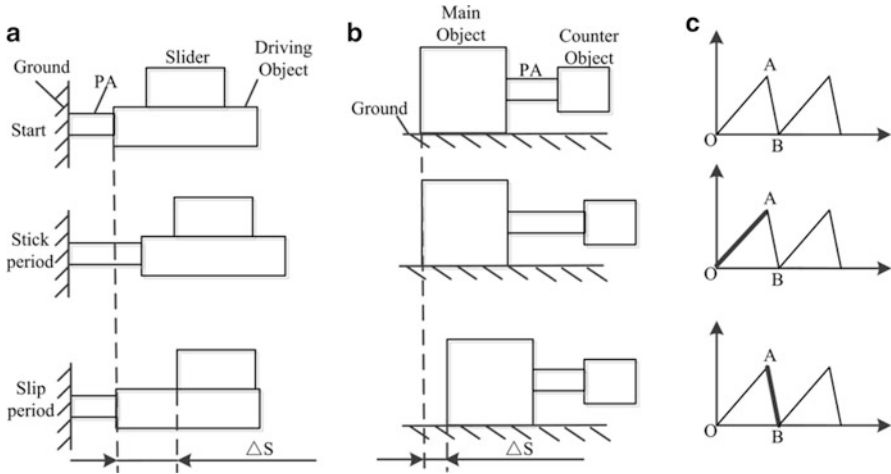 a
Ground
PA
Slider
Driving
Object
Start
Stick
period
Slip
period
△S
b
Main
Object
PA
Counter
Object
Ground
△S
c
A
O
B
A
O
B
A
O
B